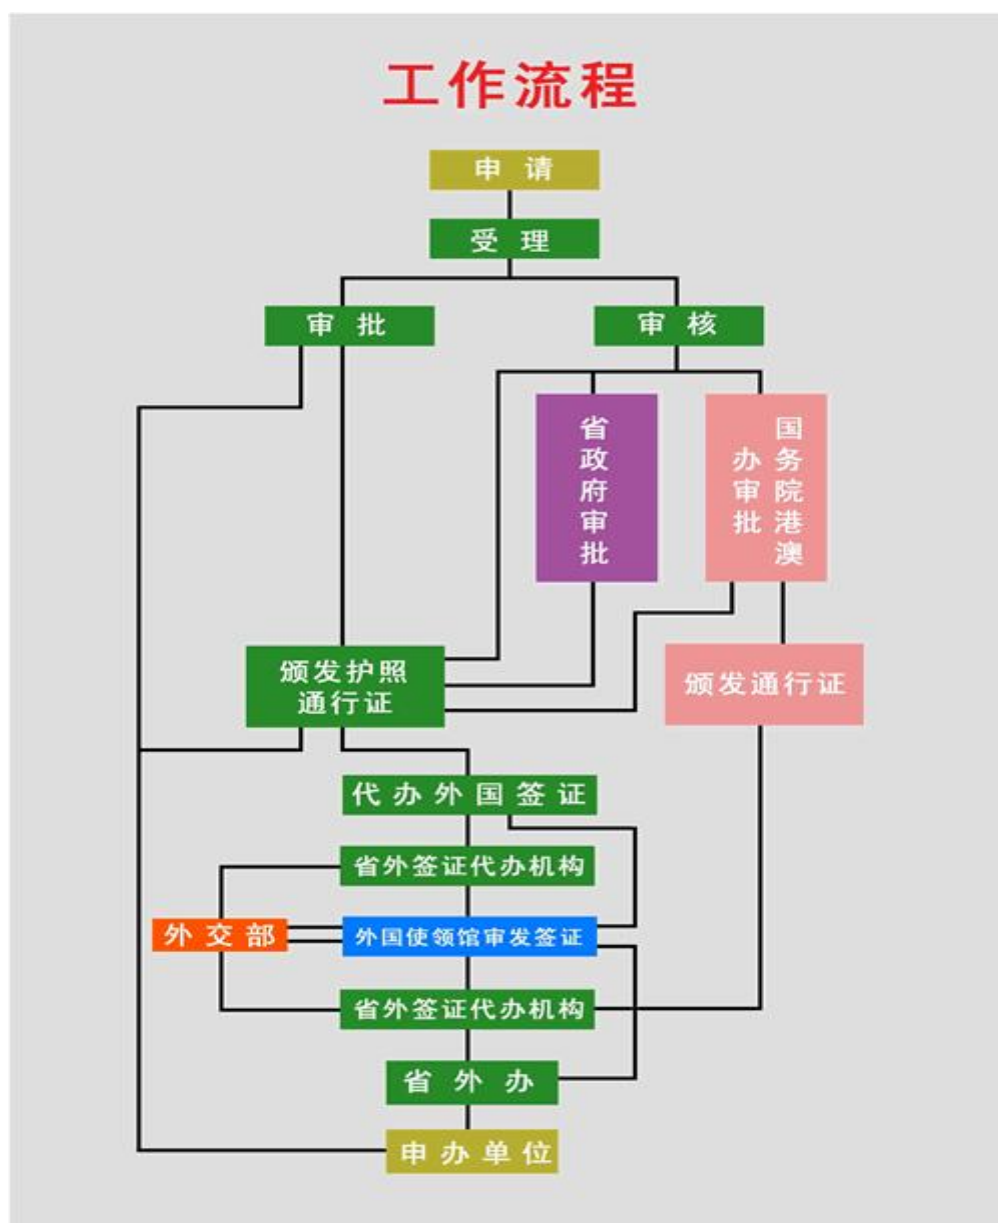 工作流程
申请
受理
审批
审核
省政府审批
国务院港澳
办审批
颁发护照
通行证
颁发通行证
代办外国签证
省外签证代办机构
外交部
外国使领馆审发签证
省外签证代办机构
省外办
申办单位